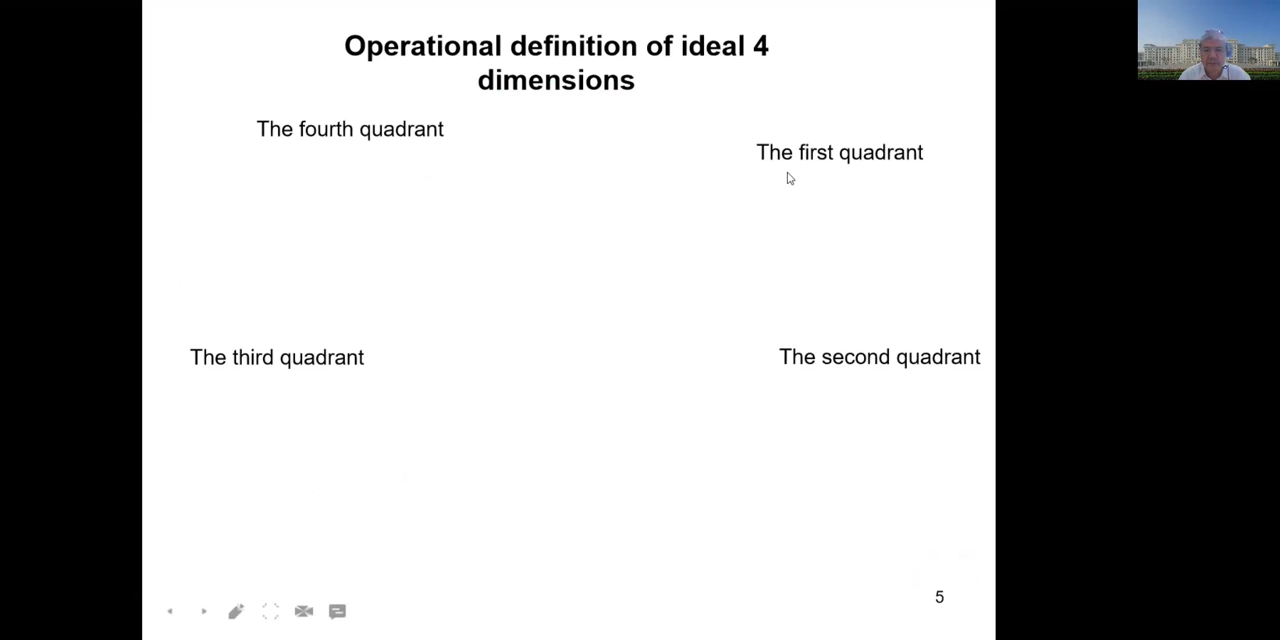 Operational definition of ideal 4
dimensions
The fourth quadrant
The first quadrant
The third quadrant
The second quadrant
5